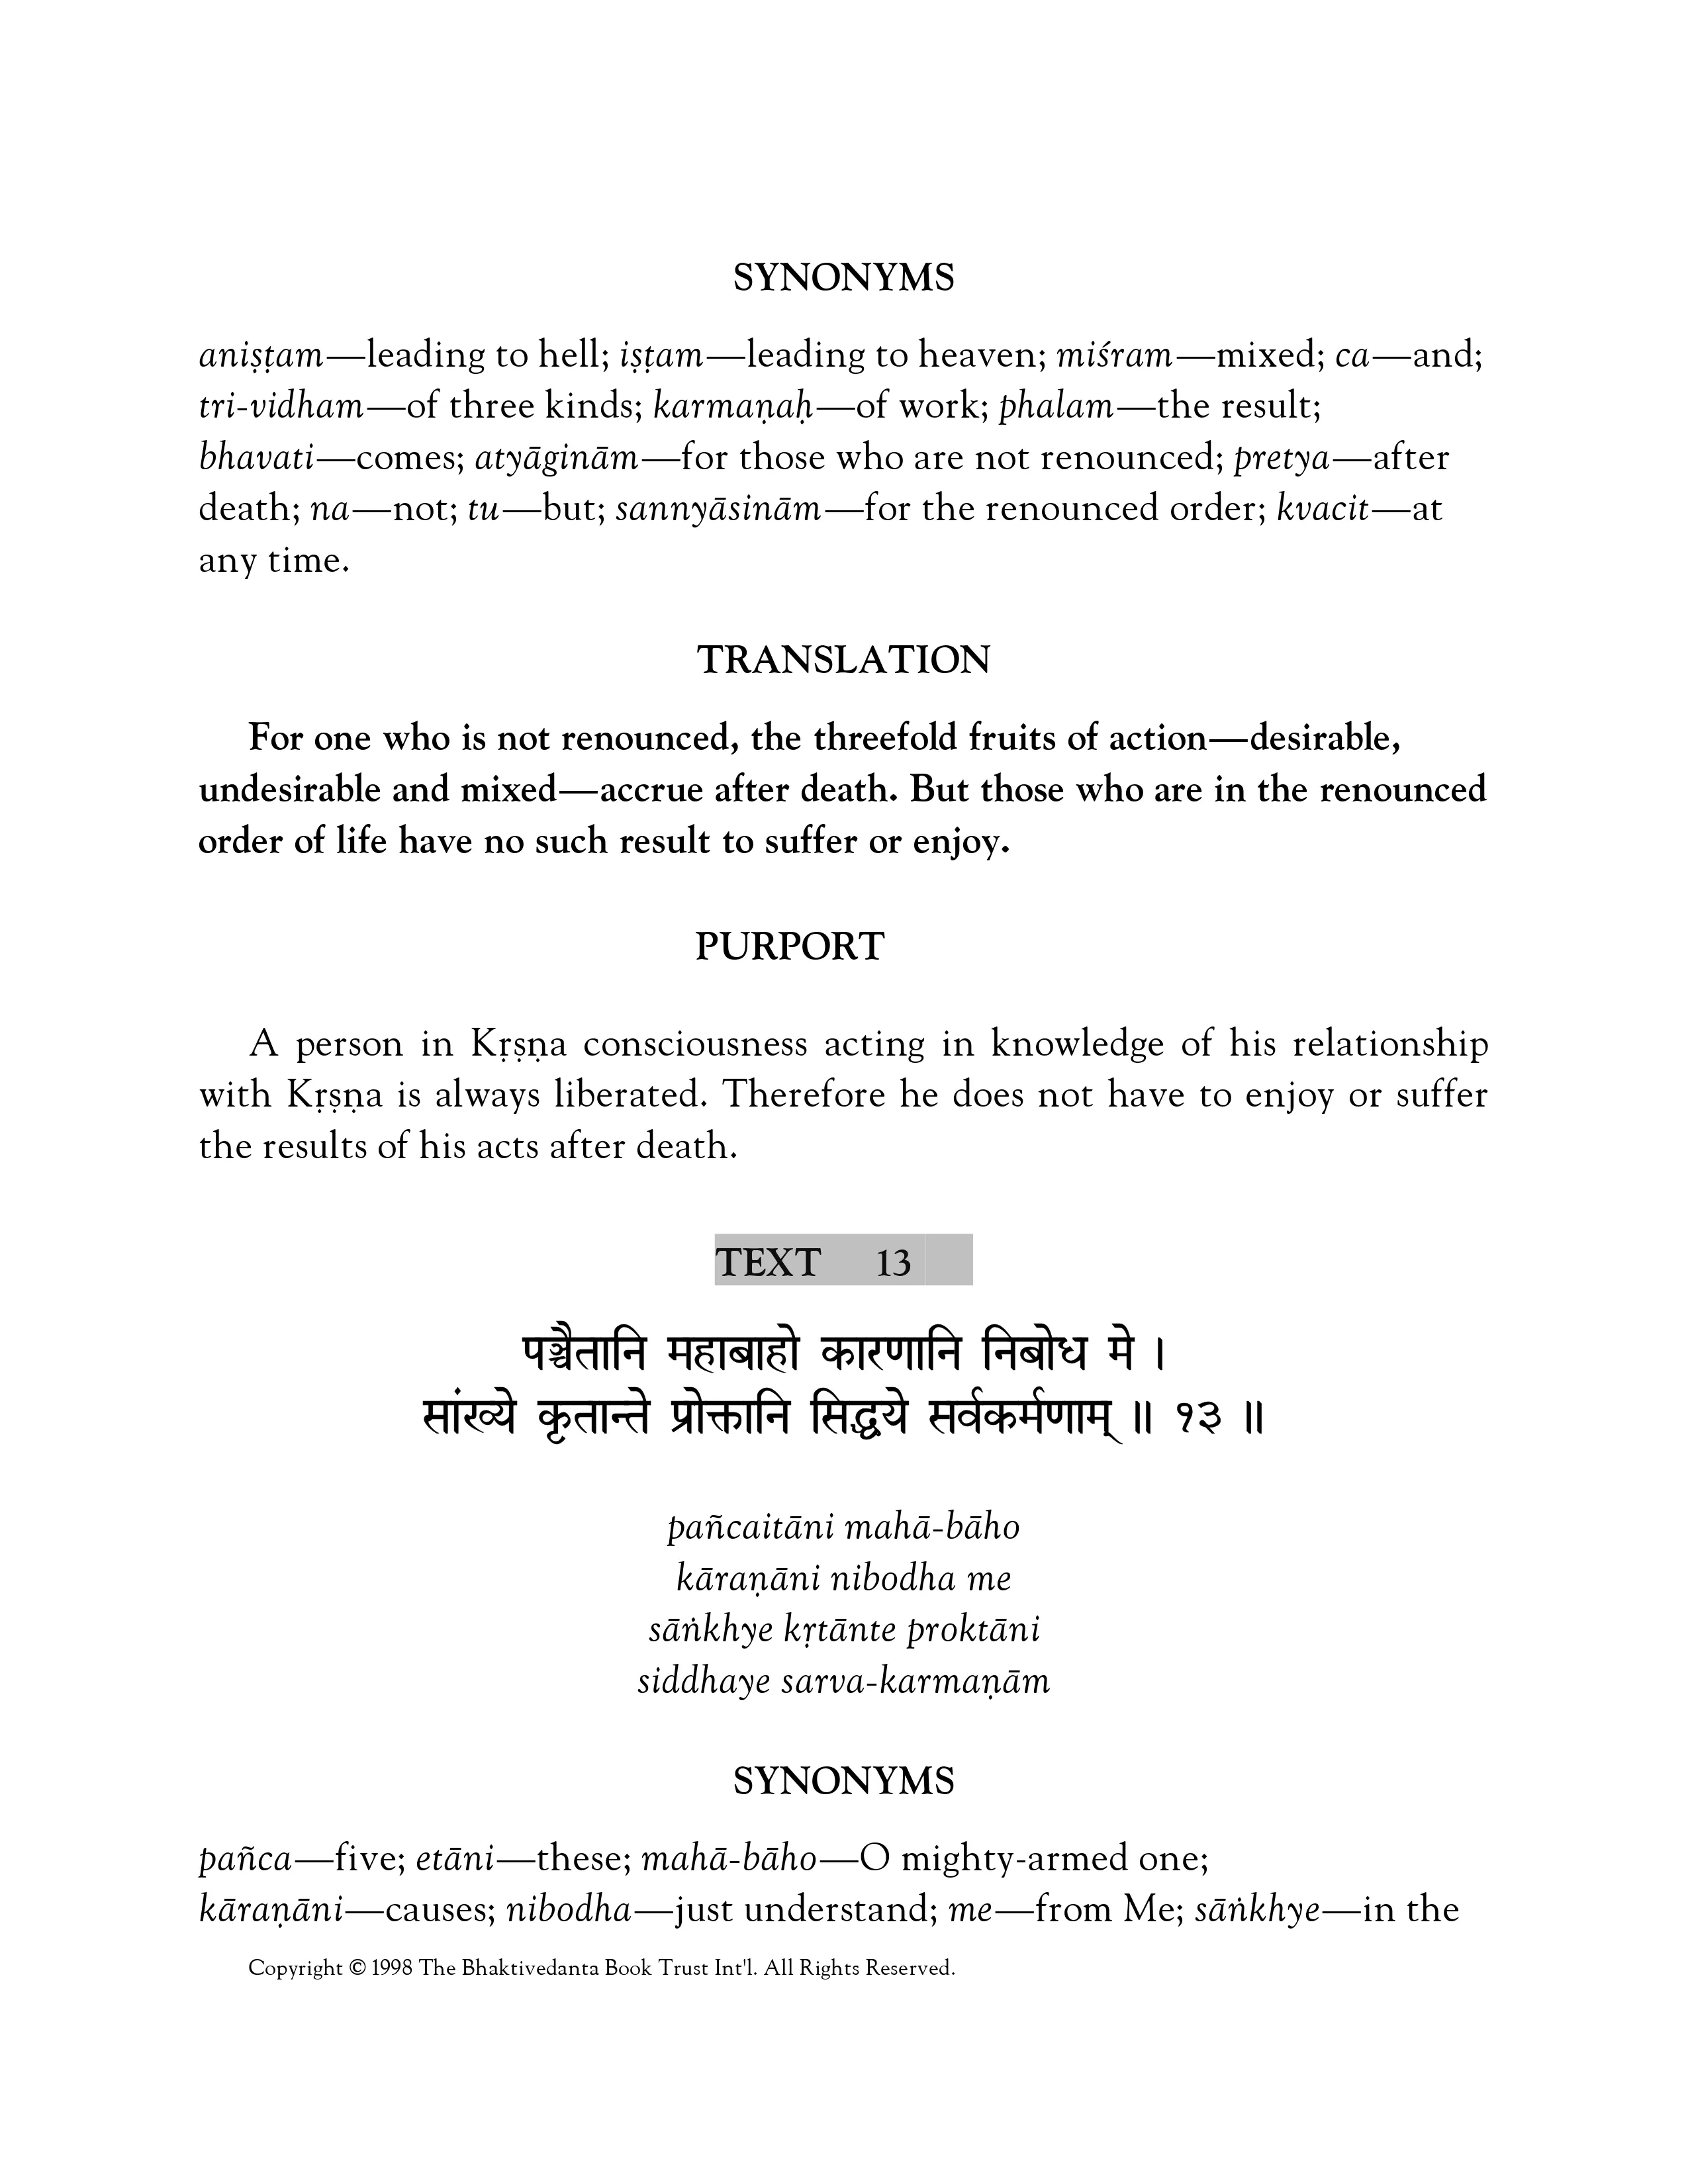 SYNONYMS
aniṣṭam—leading to hell; iṣṭam—leading to heaven; miśram—mixed; ca—and;
tri-vidham—of three kinds; karmaṇaḥ—of work; phalam—the result;
bhavati—comes; atyāginām—for those who are not renounced; pretya—after
death; na—not; tu—but; sannyāsinām—for the renounced order; kvacit—at
any time.
TRANSLATION
For one who is not renounced, the threefold fruits of action—desirable,
undesirable and mixed—accrue after death. But those who are in the renounced
order of life have no such result to suffer or enjoy.
PURPORT
A person in Kṛṣṇa consciousness acting in knowledge of his relationship
with Kṛṣṇa is always liberated. Therefore he does not have to enjoy or suffer
the results of his acts after death.
TEXT 13
पञ्चैतानि महाबाहो कारणानि निबोध मे ।
सांख्ये कृतान्ते प्रोक्तानि सिद्धये सर्वकर्मणाम् ॥ १३ ॥
pañcaitāni mahā-bāho
kāraṇāni nibodha me
sāṅkhye kṛtānte proktāni
siddhaye sarva-karmaṇām
SYNONYMS
pañca—five; etāni—these; mahā-bāho—O mighty-armed one;
kāraṇāni—causes; nibodha—just understand; me—from Me; sāṅkhye—in the
Copyright © 1998 The Bhaktivedanta Book Trust Int'l. All Rights Reserved.